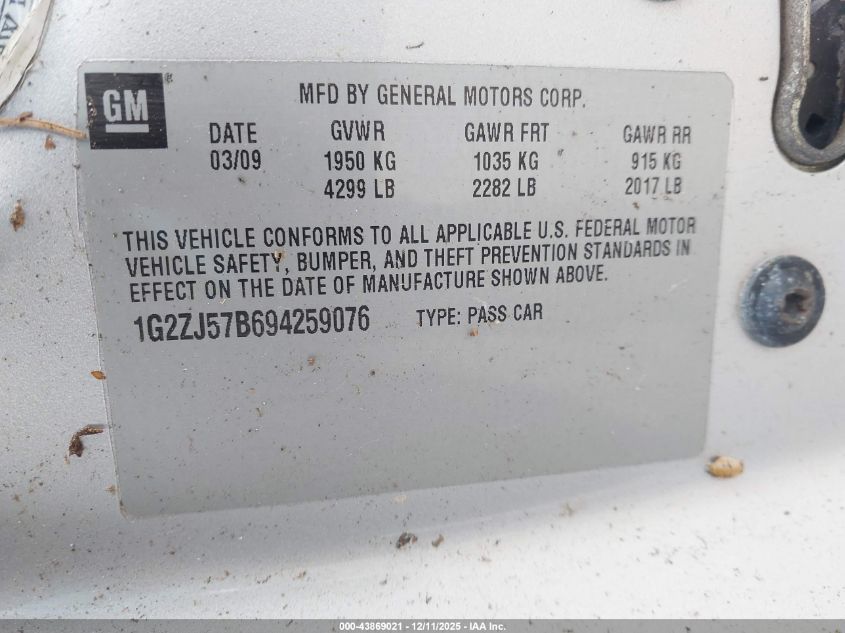 GM ®
MFD BY GENERAL MOTORS CORP.
DATE GVWR GAWR FRT GAWR RR
03/09 1950 KG 1035 KG 915 KG
4299 LB 2282 LB 2017 LB
THIS VEHICLE CONFORMS TO ALL APPLICABLE U.S. FEDERAL MOTOR
VEHICLE SAFETY, BUMPER, AND THEFT PREVENTION STANDARDS IN
EFFECT ON THE DATE OF MANUFACTURE SHOWN ABOVE.
1G2ZJ57B694259076 TYPE: PASS CAR
000-43869021 - 12/11/2025 - IAA Inc.